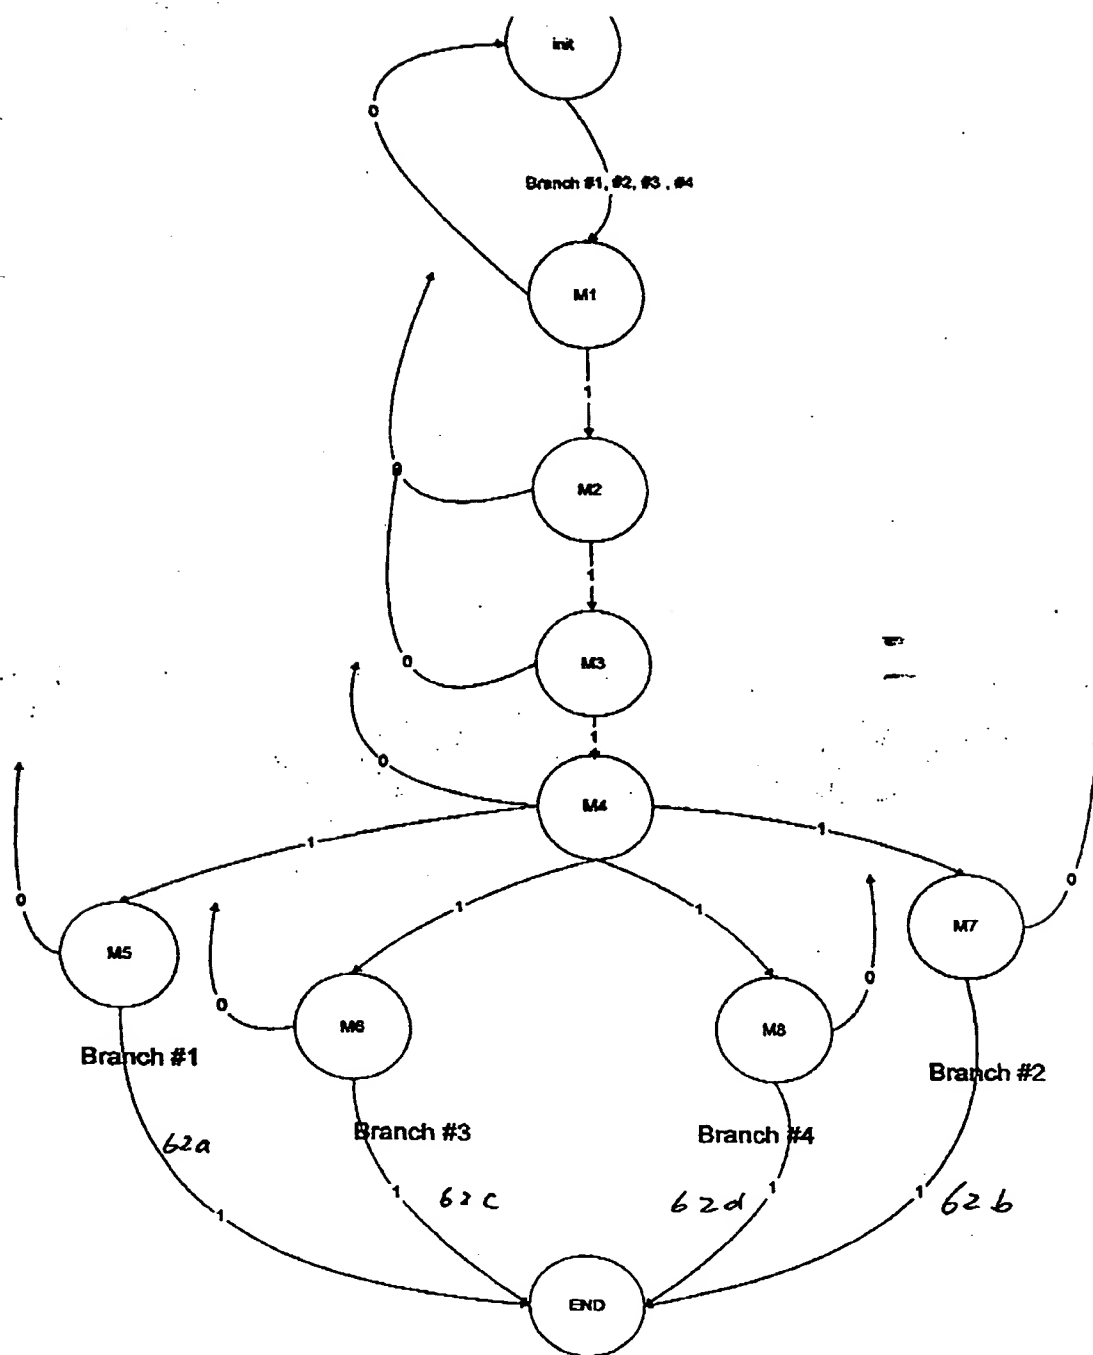 init
0
Branch #1, #2, #3 , #4
M1
1
0
M2
1
0
M3
1
0
M4
1
1
1
1
0
M5
0
M6
0
M8
0
M7
Branch #1
Branch #2
Branch #3
Branch #4
62a
62c
62d
62b
1
1
1
1
END